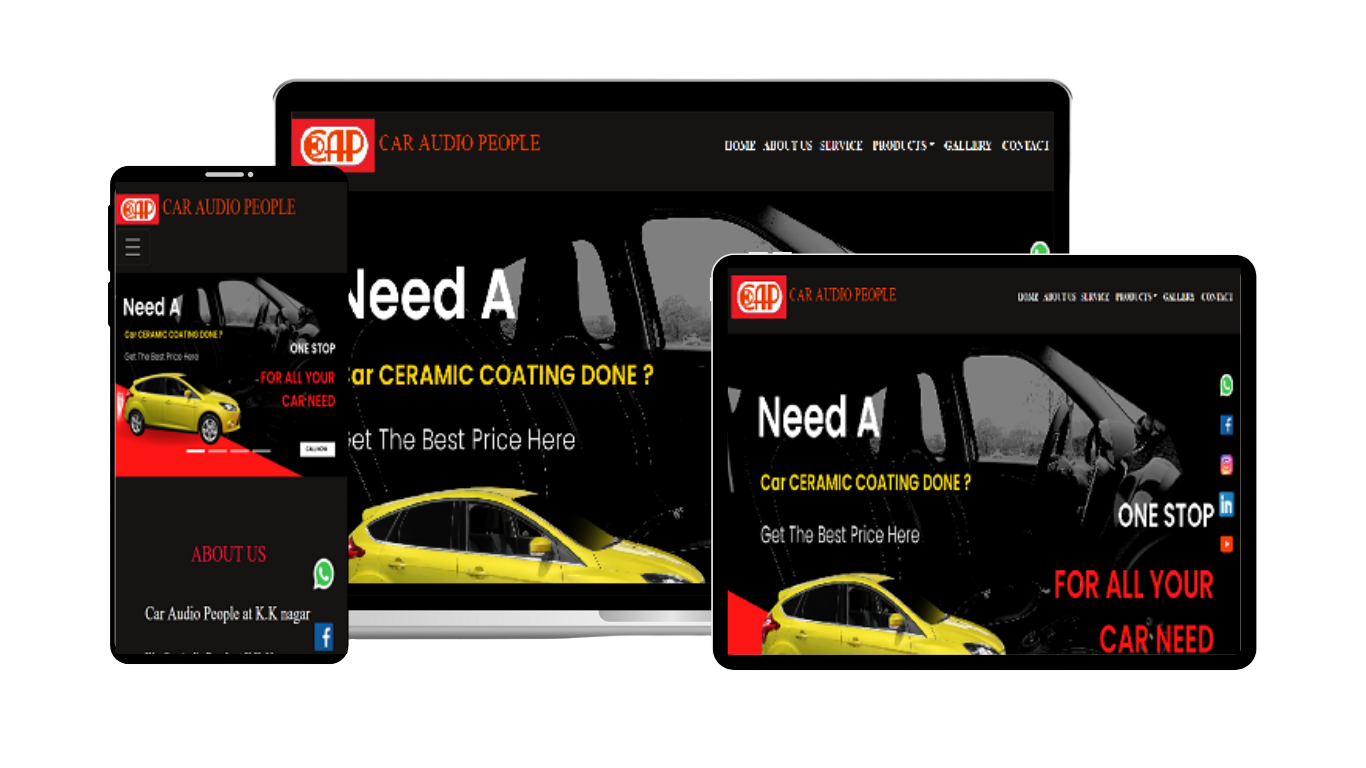 CAP CAR AUDIO PEOPLE
HOME ABOUT US SERVICE PRODUCTS GALLERY CONTACT
Need A
Car CERAMIC COATING DONE ?
Get The Best Price Here
CAP CAR AUDIO PEOPLE
Need A
Car CERAMIC COATING DONE ?
Get The Best Price Here
ONE STOP
FOR ALL YOUR
CAR NEED
CALL NOW
ABOUT US
Car Audio People at K.K nagar
CAP CAR AUDIO PEOPLE
HOME ABOUT US SERVICE PRODUCTS GALLERY CONTACT
Need A
Car CERAMIC COATING DONE ?
Get The Best Price Here
ONE STOP
in
FOR ALL YOUR
CAR NEED